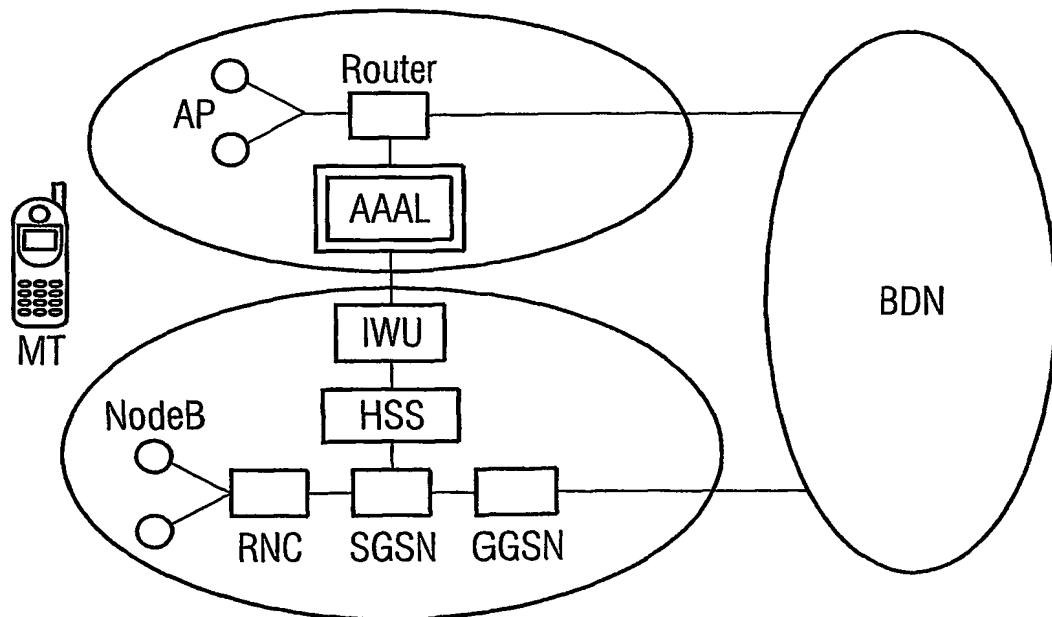 Router
AP
AAAL
MT
BDN
IWU
HSS
NodeB
RNC
SGSN
GGSN